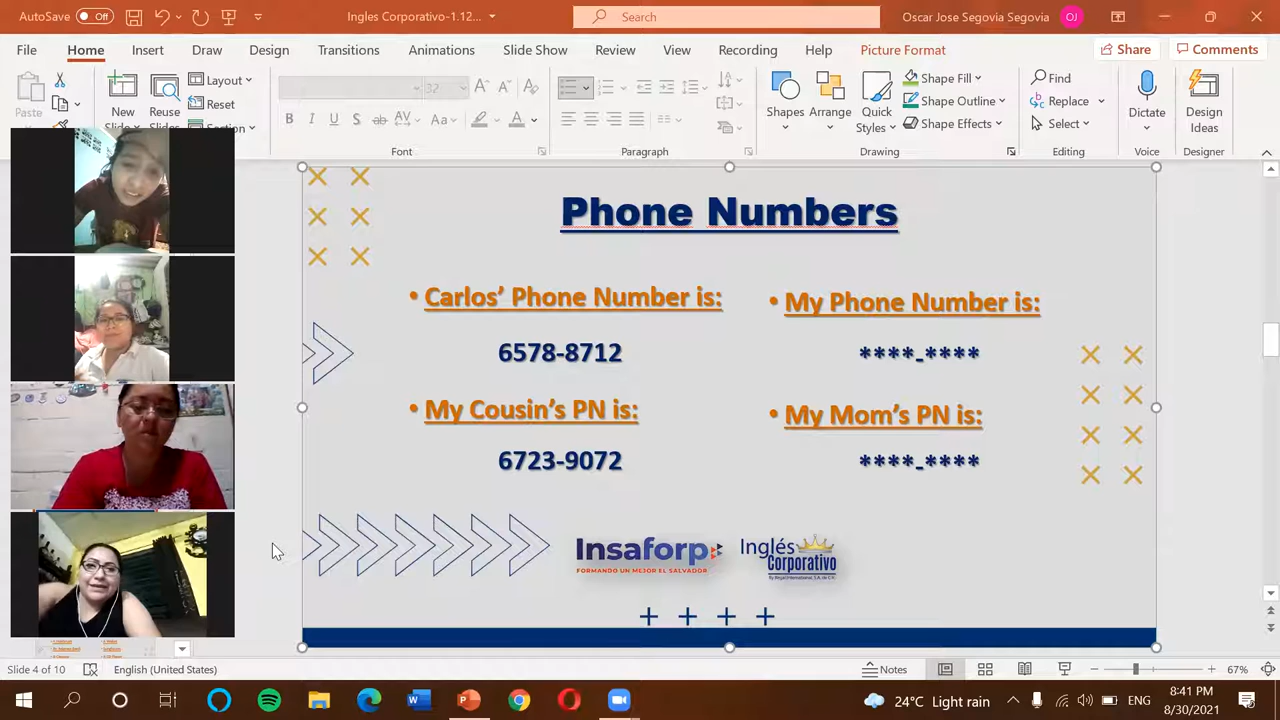 AutoSave Off
Ingles Corporativo-1.12...
Search
Oscar Jose Segovia Segovia OJ
File Home Insert Draw Design Transitions Animations Slide Show Review View Recording Help Picture Format
Share Comments
Paste
New
Reuse
Slides
Layout
Reset
Section
B I U S ab AV Aa A
Font
Paragraph
Shapes
Arrange
Quick
Styles
Shape Fill
Shape Outline
Shape Effects
Drawing
Find
Replace
Select
Editing
Dictate
Voice
Design
Ideas
Designer
Phone Numbers
• Carlos' Phone Number is:
6578-8712
• My Cousin's PN is:
6723-9072
• My Phone Number is:
****-****
• My Mom's PN is:
****-****
Insaforp
FORMANDO UN MEJOR EL SALVADOR
Inglés
Corporativo
Slide 4 of 10 English (United States)
Notes
67%
24°C Light rain
ENG
8:41 PM
8/30/2021